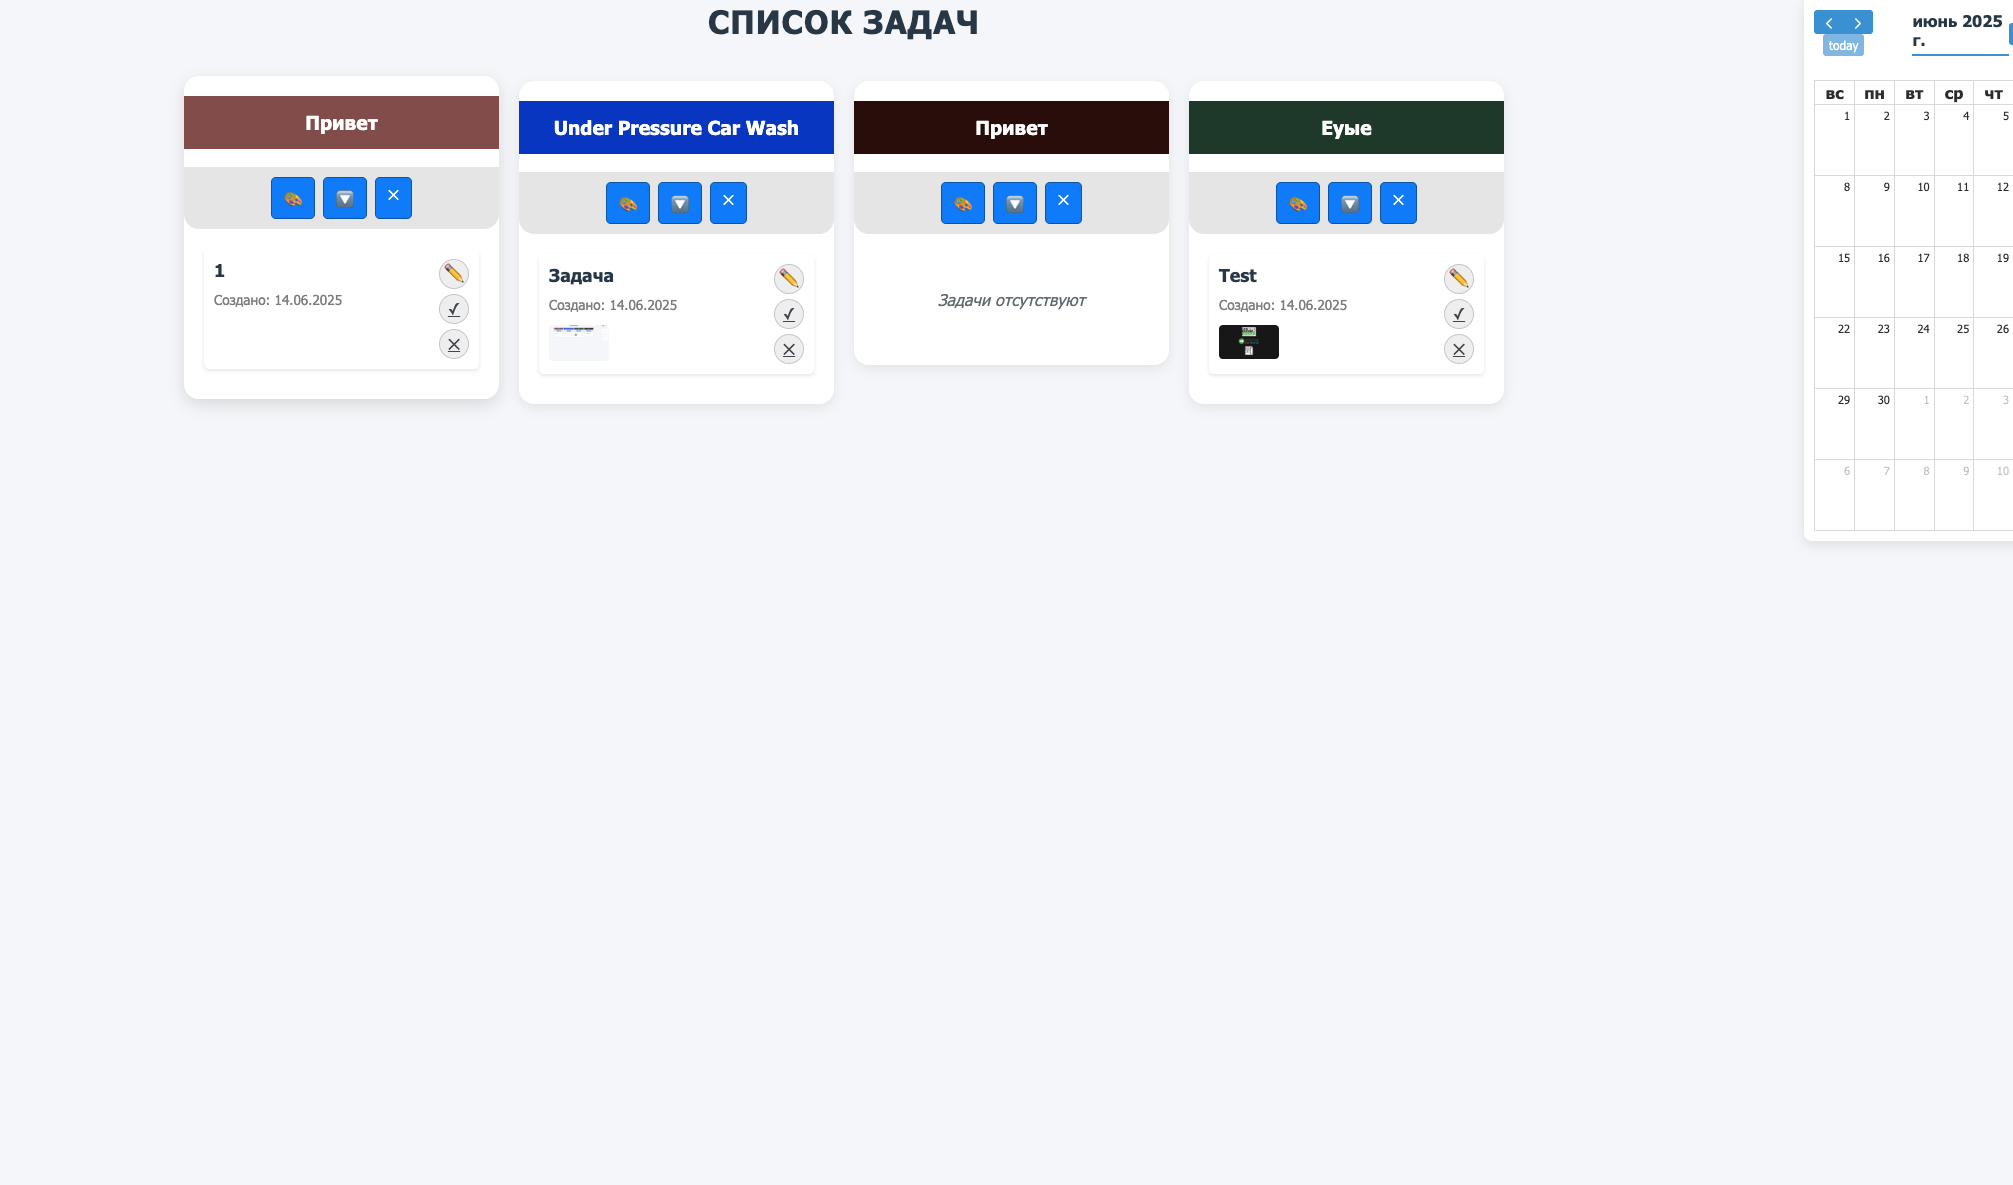 СПИСОК ЗАДАЧ
Привет
1
Создано: 14.06.2025
Under Pressure Car Wash
Задача
Создано: 14.06.2025
Привет
Задачи отсутствуют
Еуые
Test
Создано: 14.06.2025
июнь 2025
г.
today
вс пн вт ср чт
1 2 3 4 5
8 9 10 11 12
15 16 17 18 19
22 23 24 25 26
29 30 1 2 3
6 7 8 9 10